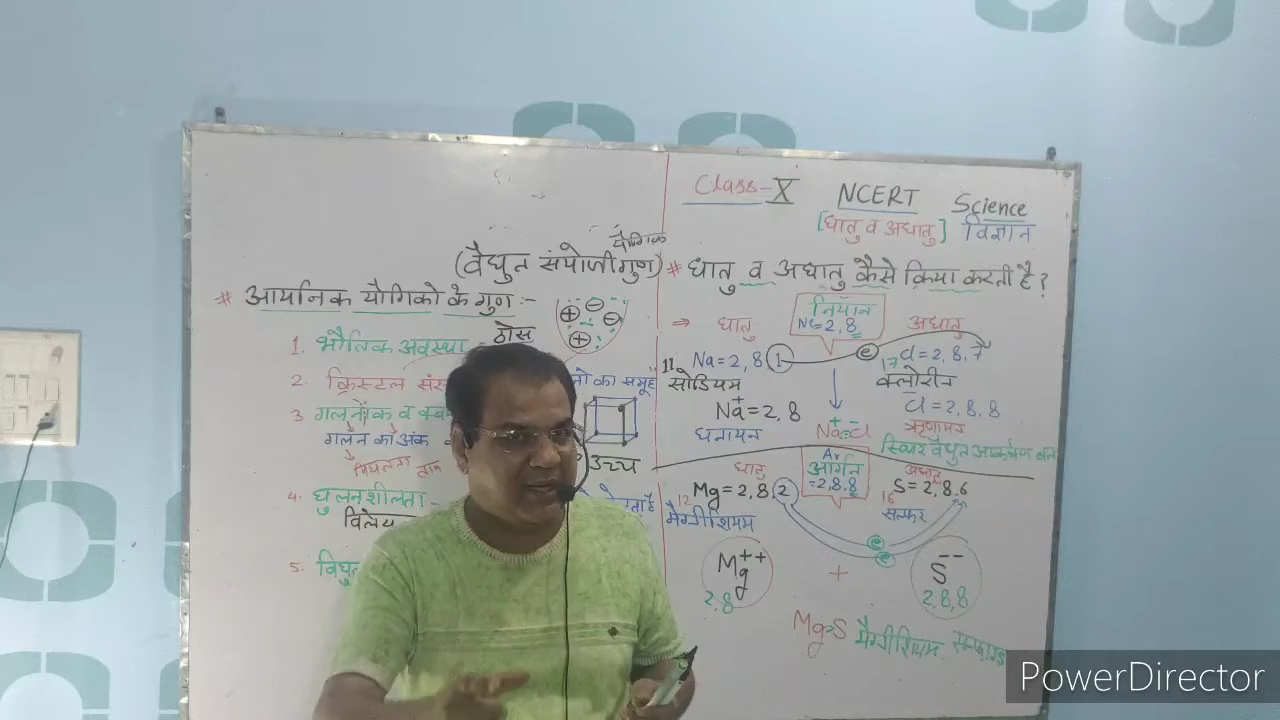 Class-X NCERT Science
[धातु व अधातु] विज्ञान
यौगिक
(वैद्युत संयोजी गुण)
# आयनिक यौगिको के गुण :-
1. भौतिक अवस्था - ठोस
2. क्रिस्टल
3 गलनांक व
गलन का अंक
उच्च
4. घुलनशीलता -
विलेय
5.
# धातु व अधातु कैसे क्रिया करती है?
⇒ धातु
नियॉन
Ne=2, 8
अधातु
11 Na = 2, 8 1
e
17 Cl = 2, 8, 7
सोडियम
क्लोरीन
Na+ = 2, 8
Cl- = 2, 8, 8
धनायन
Na+Cl-
ऋणायन
स्थिर वैद्युत आकर्षण बल
धातु
Ar
आर्गन
=2,8,8
अधातु
12 Mg = 2, 8, 2
16 S = 2, 8, 6
मैग्नीशियम
सल्फर
e
e
Mg++
+
S--
2,8
2,8,8
MgS मैग्नीशियम सल्फाइड
PowerDirector